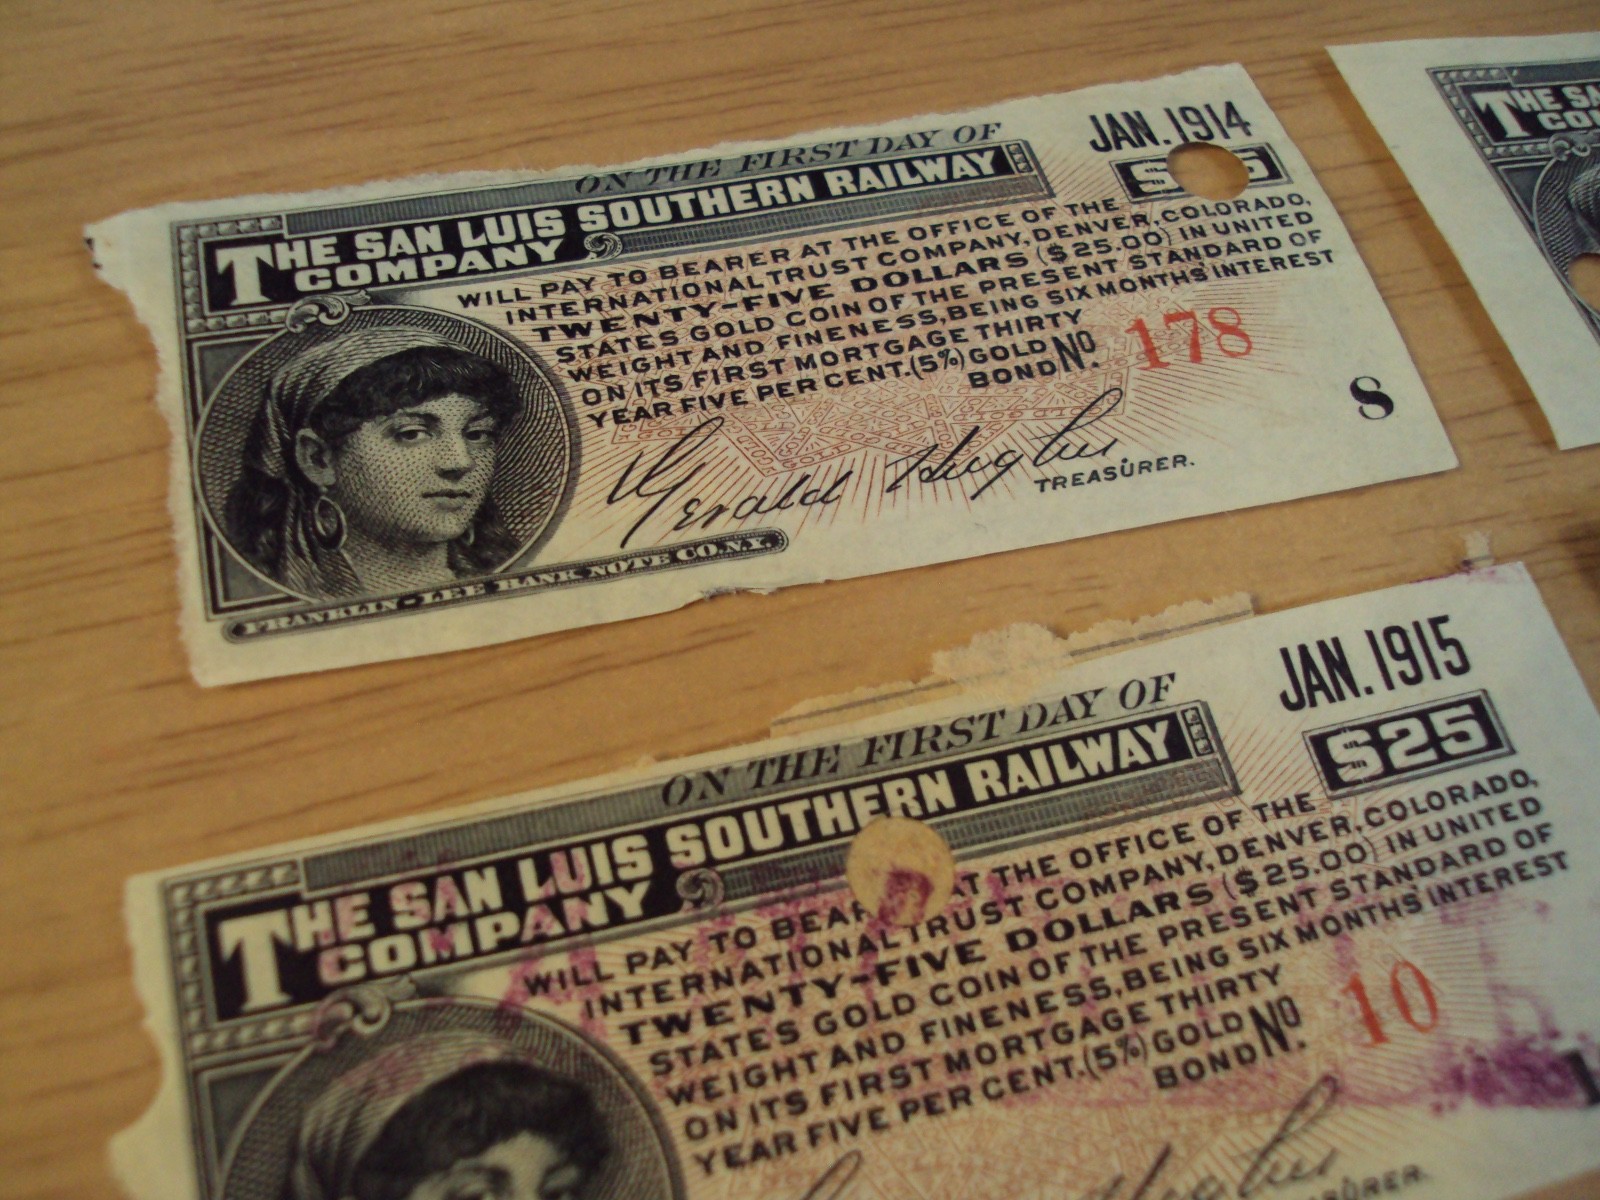 ON THE FIRST DAY OF JAN. 1914
THE SAN LUIS SOUTHERN RAILWAY
COMPANY
WILL PAY TO BEARER AT THE OFFICE OF THE
INTERNATIONAL TRUST COMPANY, DENVER, COLORADO,
TWENTY-FIVE DOLLARS ($25.00) IN UNITED
STATES GOLD COIN OF THE PRESENT STANDARD OF
WEIGHT AND FINENESS, BEING SIX MONTHS' INTEREST
ON ITS FIRST MORTGAGE THIRTY
YEAR FIVE PER CENT. (5%) GOLD
BOND NO. 178
8
Gerald Hughes
TREASURER.
FRANKLIN-LEE BANK NOTE CO. N.Y.
THE SA
CO
ON THE FIRST DAY OF JAN. 1915
THE SAN LUIS SOUTHERN RAILWAY $25
COMPANY
WILL PAY TO BEAR AT THE OFFICE OF THE
INTERNATIONAL TRUST COMPANY, DENVER, COLORADO,
TWENTY-FIVE DOLLARS ($25.00) IN UNITED
STATES GOLD COIN OF THE PRESENT STANDARD OF
WEIGHT AND FINENESS, BEING SIX MONTHS' INTEREST
ON ITS FIRST MORTGAGE THIRTY
YEAR FIVE PER CENT. (5%) GOLD
BOND NO. 10
URER.